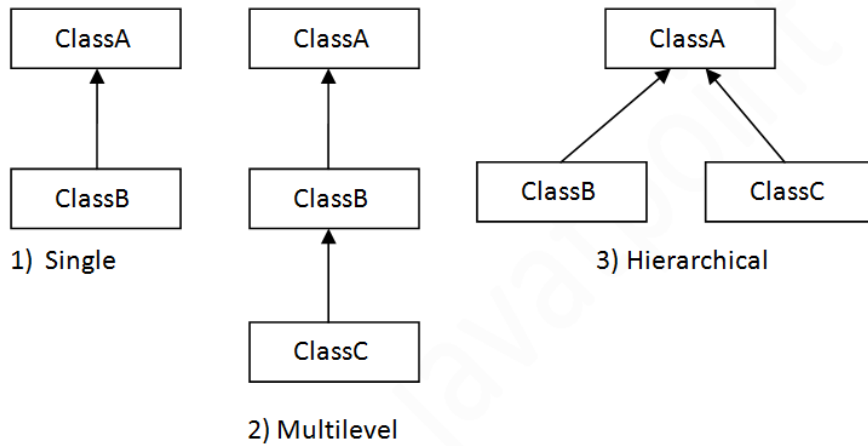 ClassA
ClassB
1) Single
ClassA
ClassB
ClassC
2) Multilevel
ClassA
ClassB
ClassC
3) Hierarchical